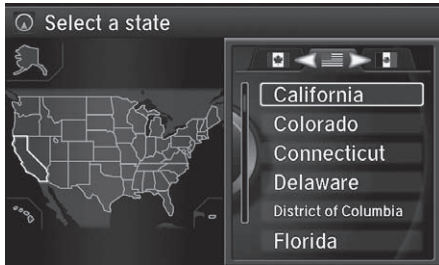 Select a state
California
Colorado
Connecticut
Delaware
District of Columbia
Florida